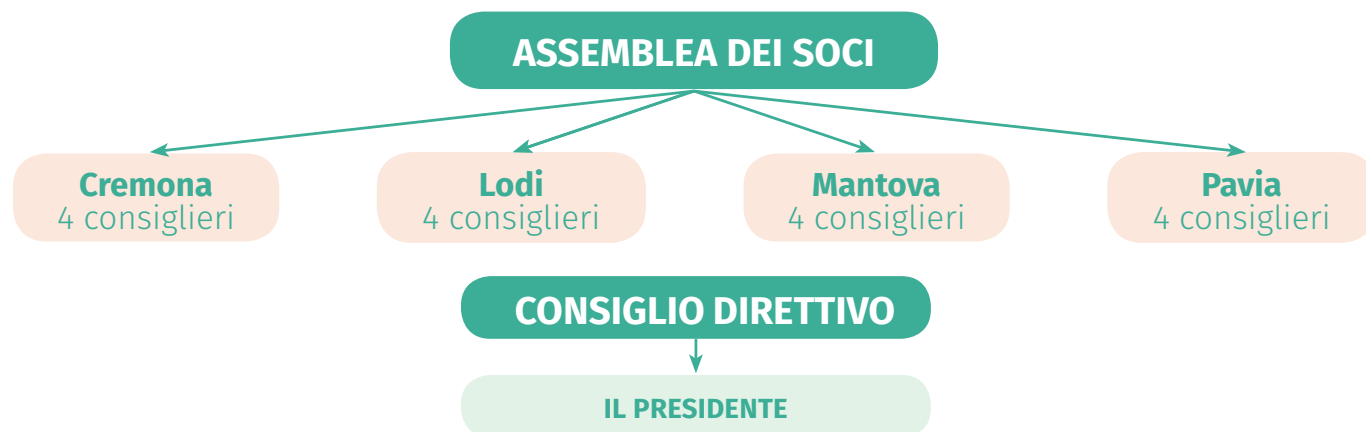 ASSEMBLEA DEI SOCI
Cremona
4 consiglieri
Lodi
4 consiglieri
Mantova
4 consiglieri
Pavia
4 consiglieri
CONSIGLIO DIRETTIVO
IL PRESIDENTE